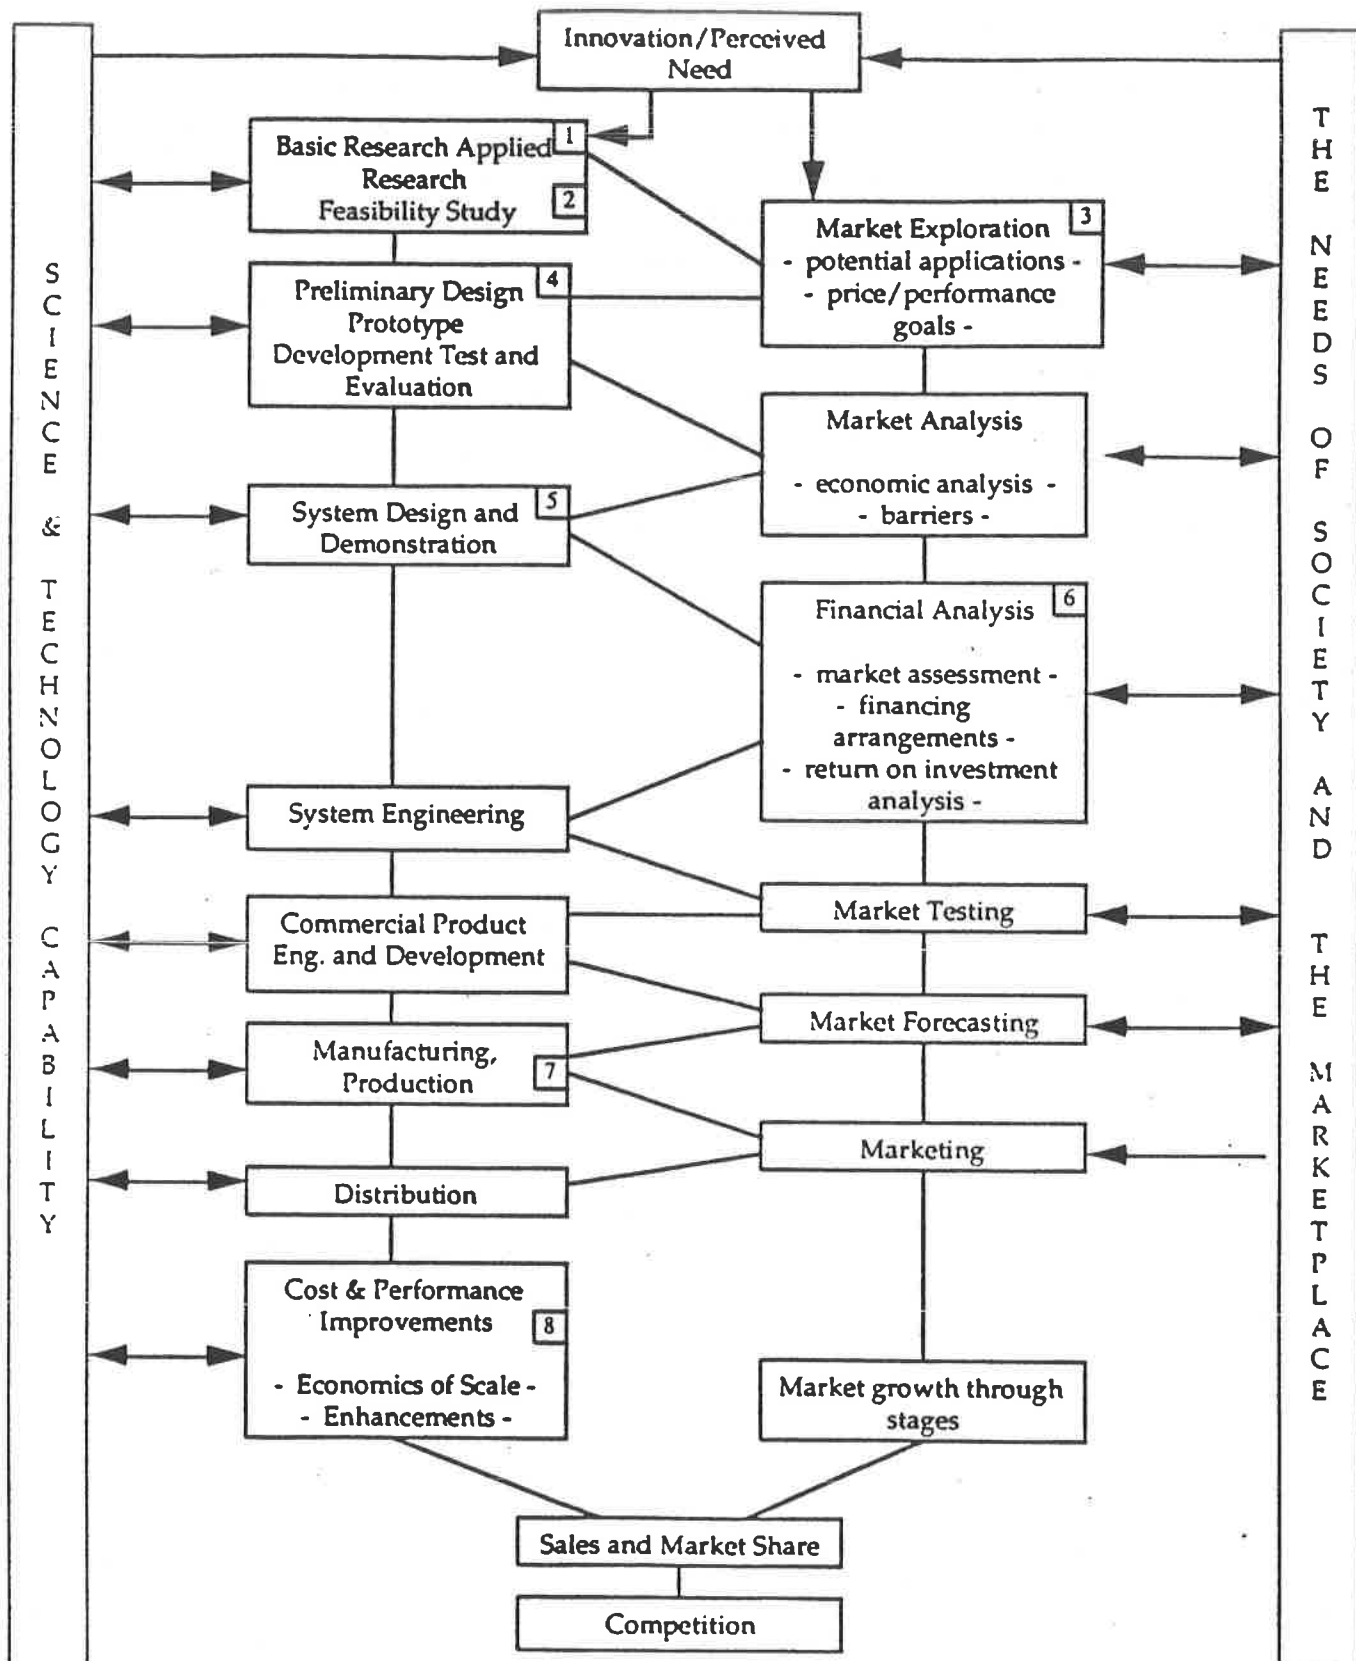 Innovation/Perceived
Need
1
Basic Research Applied
Research
2
Feasibility Study
3
Market Exploration
- potential applications -
- price/performance
goals -
4
Preliminary Design
Prototype
Development Test and
Evaluation
Market Analysis
- economic analysis -
- barriers -
5
System Design and
Demonstration
6
Financial Analysis
- market assessment -
- financing
arrangements -
- return on investment
analysis -
System Engineering
Market Testing
Commercial Product
Eng. and Development
Market Forecasting
Manufacturing,
Production
7
Marketing
Distribution
Cost & Performance
Improvements
8
- Economics of Scale -
- Enhancements -
Market growth through
stages
Sales and Market Share
Competition
SCIENCE & TECHNOLOGY CAPABILITY
THE NEEDS OF SOCIETY AND THE MARKETPLACE